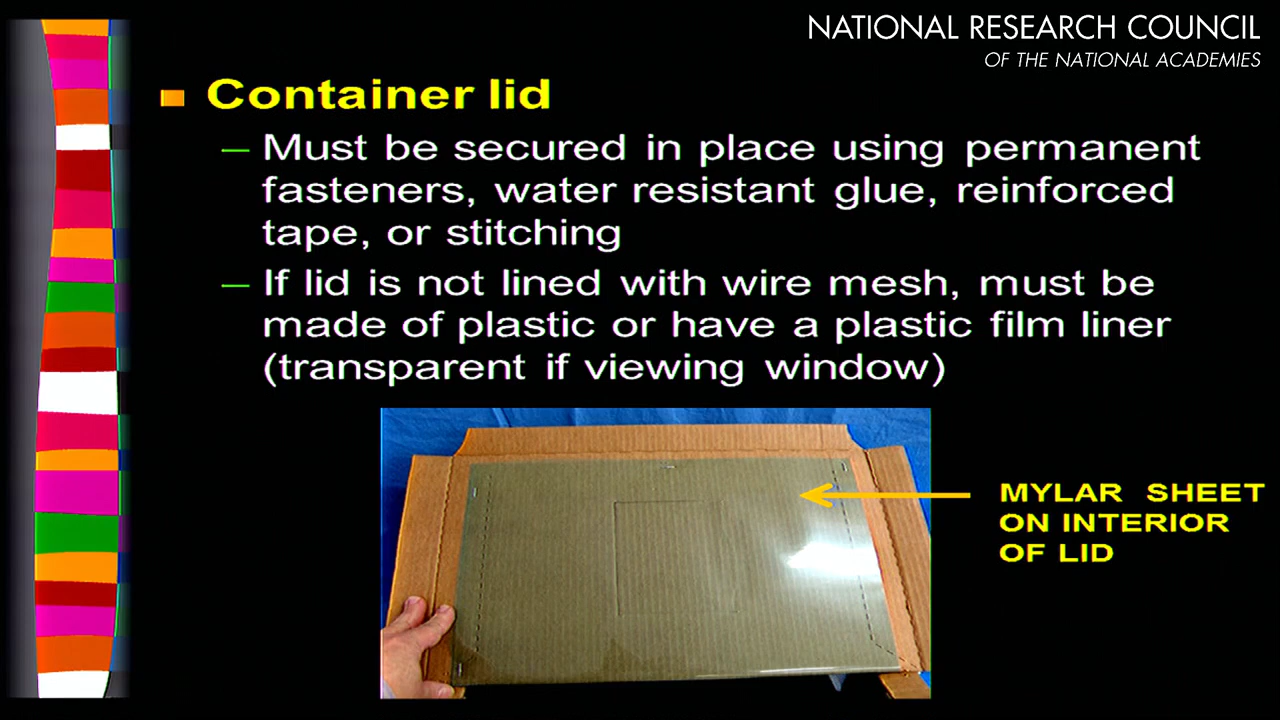 NATIONAL RESEARCH COUNCIL
OF THE NATIONAL ACADEMIES
Container lid
– Must be secured in place using permanent
fasteners, water resistant glue, reinforced
tape, or stitching
– If lid is not lined with wire mesh, must be
made of plastic or have a plastic film liner
(transparent if viewing window)
MYLAR SHEET
ON INTERIOR
OF LID